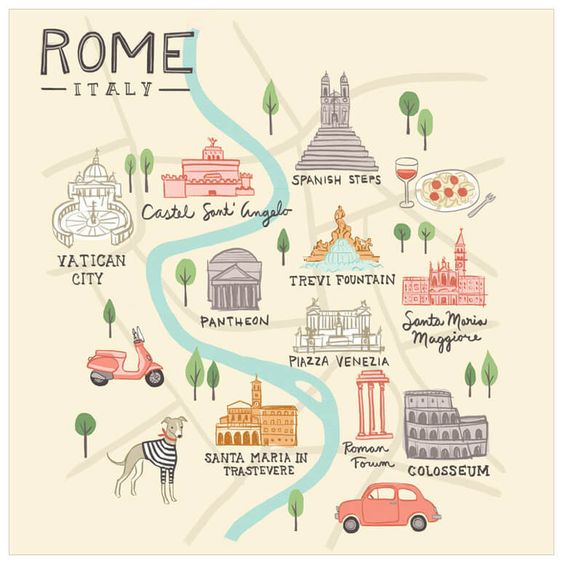 ROME
ITALY
SPANISH STEPS
Castel Sant' Angelo
VATICAN
CITY
TREVI FOUNTAIN
PANTHEON
Santa Maria
Maggiore
PIAZZA VENEZIA
SANTA MARIA IN
TRASTEVERE
Roman
Forum
COLOSSEUM